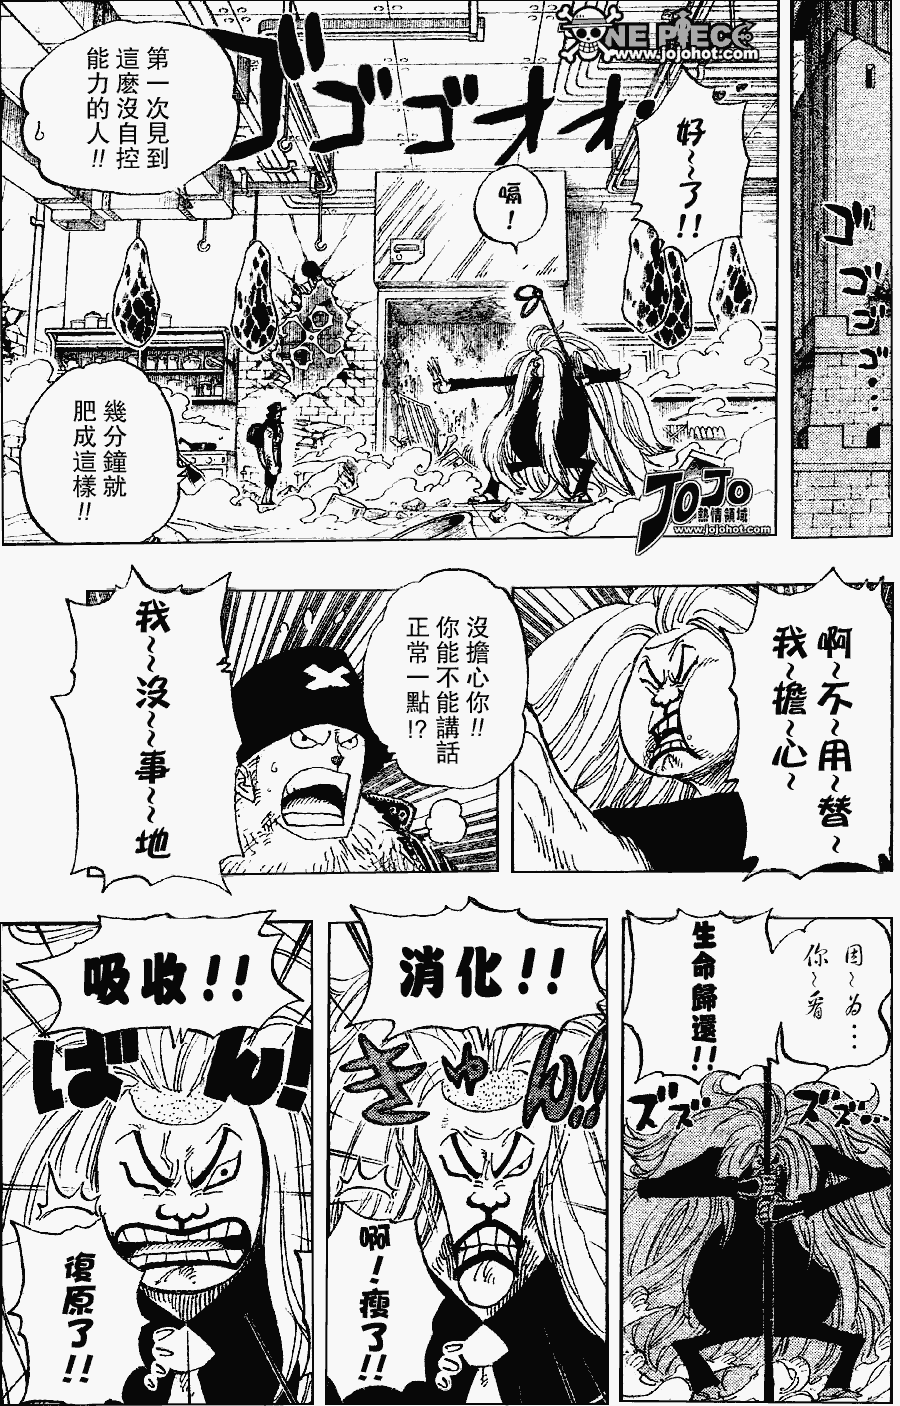 ONE PIECE
www.jojohot.com
ゴゴゴ・・
好～了!!
嗝!
ゴゴゴオオ・
第一次見到
這麼沒自控
能力的人!!
幾分鐘就
肥成這樣!!
JOJO
熱情領域
www.jojohot.com
啊～不～用～替～
我～擔～心～
沒擔心你!!
你能不能講話
正常一點!?
我～～沒～～事～～地
因～為…
你～看
生命歸還!!
ズズズ
ズズズ・・
消化!!
きゅん!!
啊!瘦了!!
吸收!!
ばん!
復原了!!